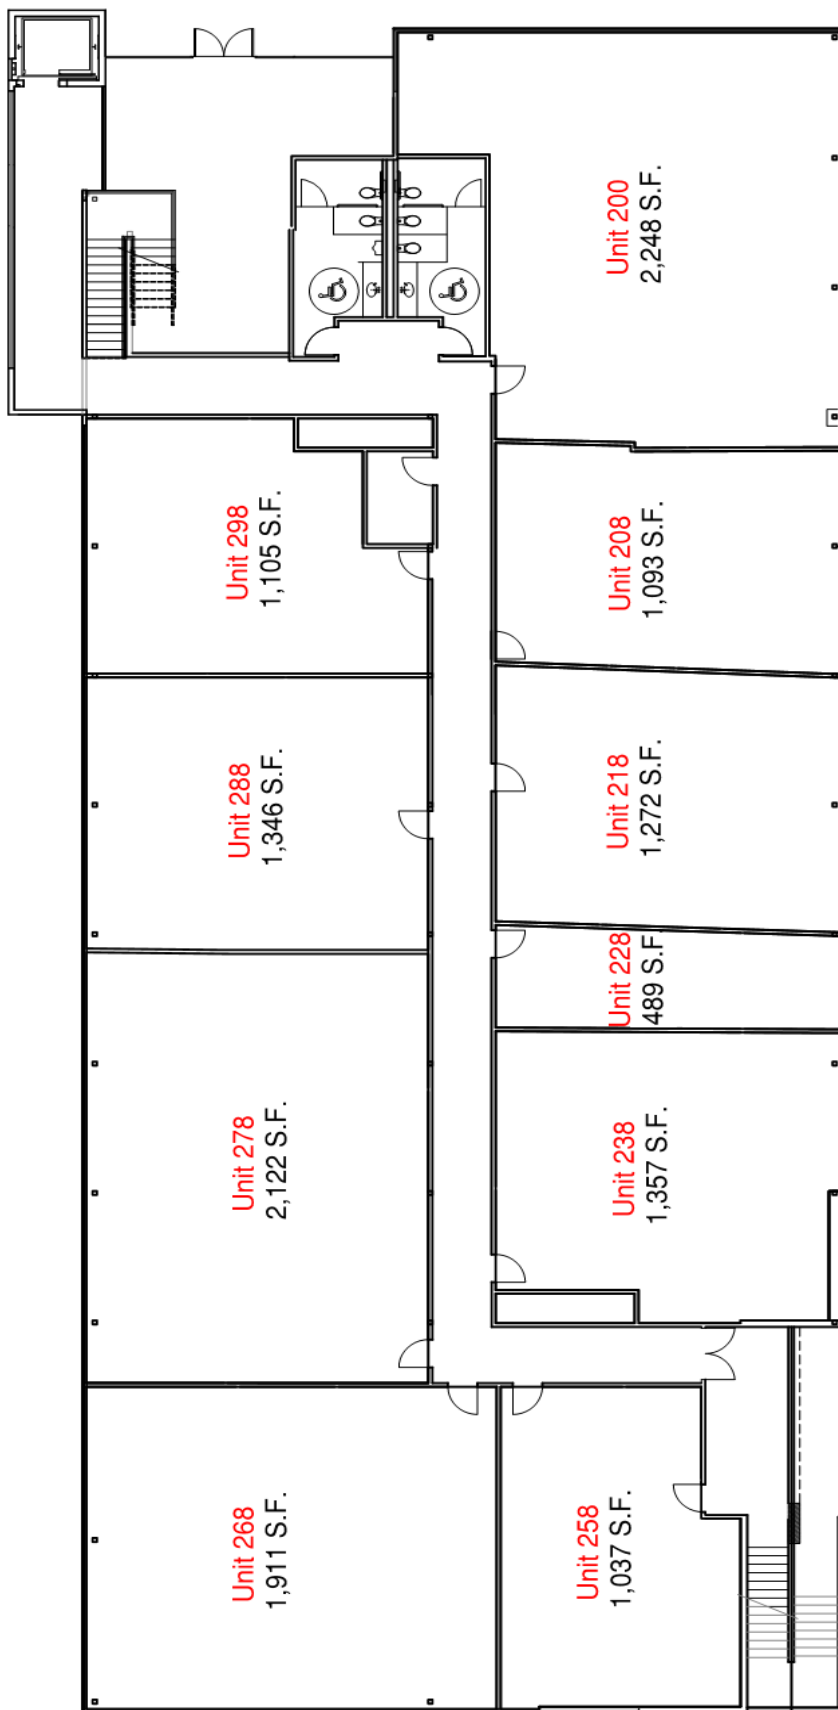 Unit 200
2,248 S.F.
Unit 298
1,105 S.F.
Unit 208
1,093 S.F.
Unit 288
1,346 S.F.
Unit 218
1,272 S.F.
Unit 228
489 S.F.
Unit 278
2,122 S.F.
Unit 238
1,357 S.F.
Unit 268
1,911 S.F.
Unit 258
1,037 S.F.